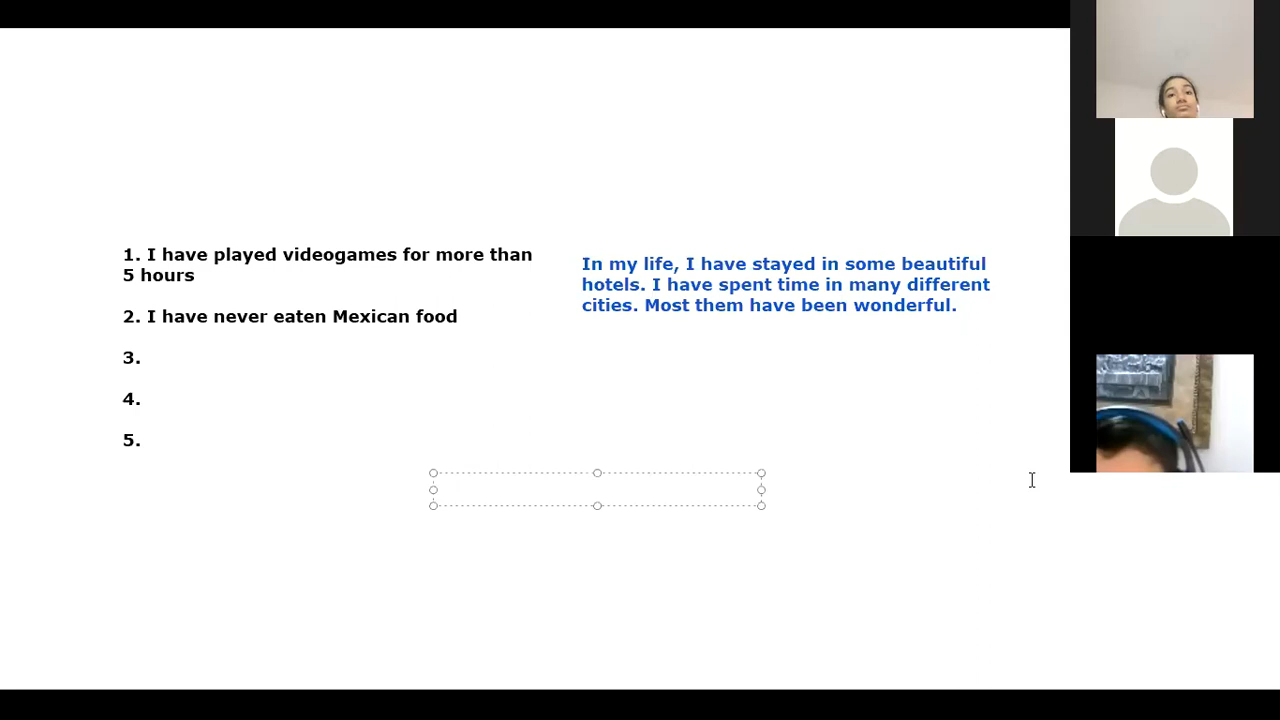 1. I have played videogames for more than
5 hours
2. I have never eaten Mexican food
3.
4.
5.
In my life, I have stayed in some beautiful
hotels. I have spent time in many different
cities. Most them have been wonderful.